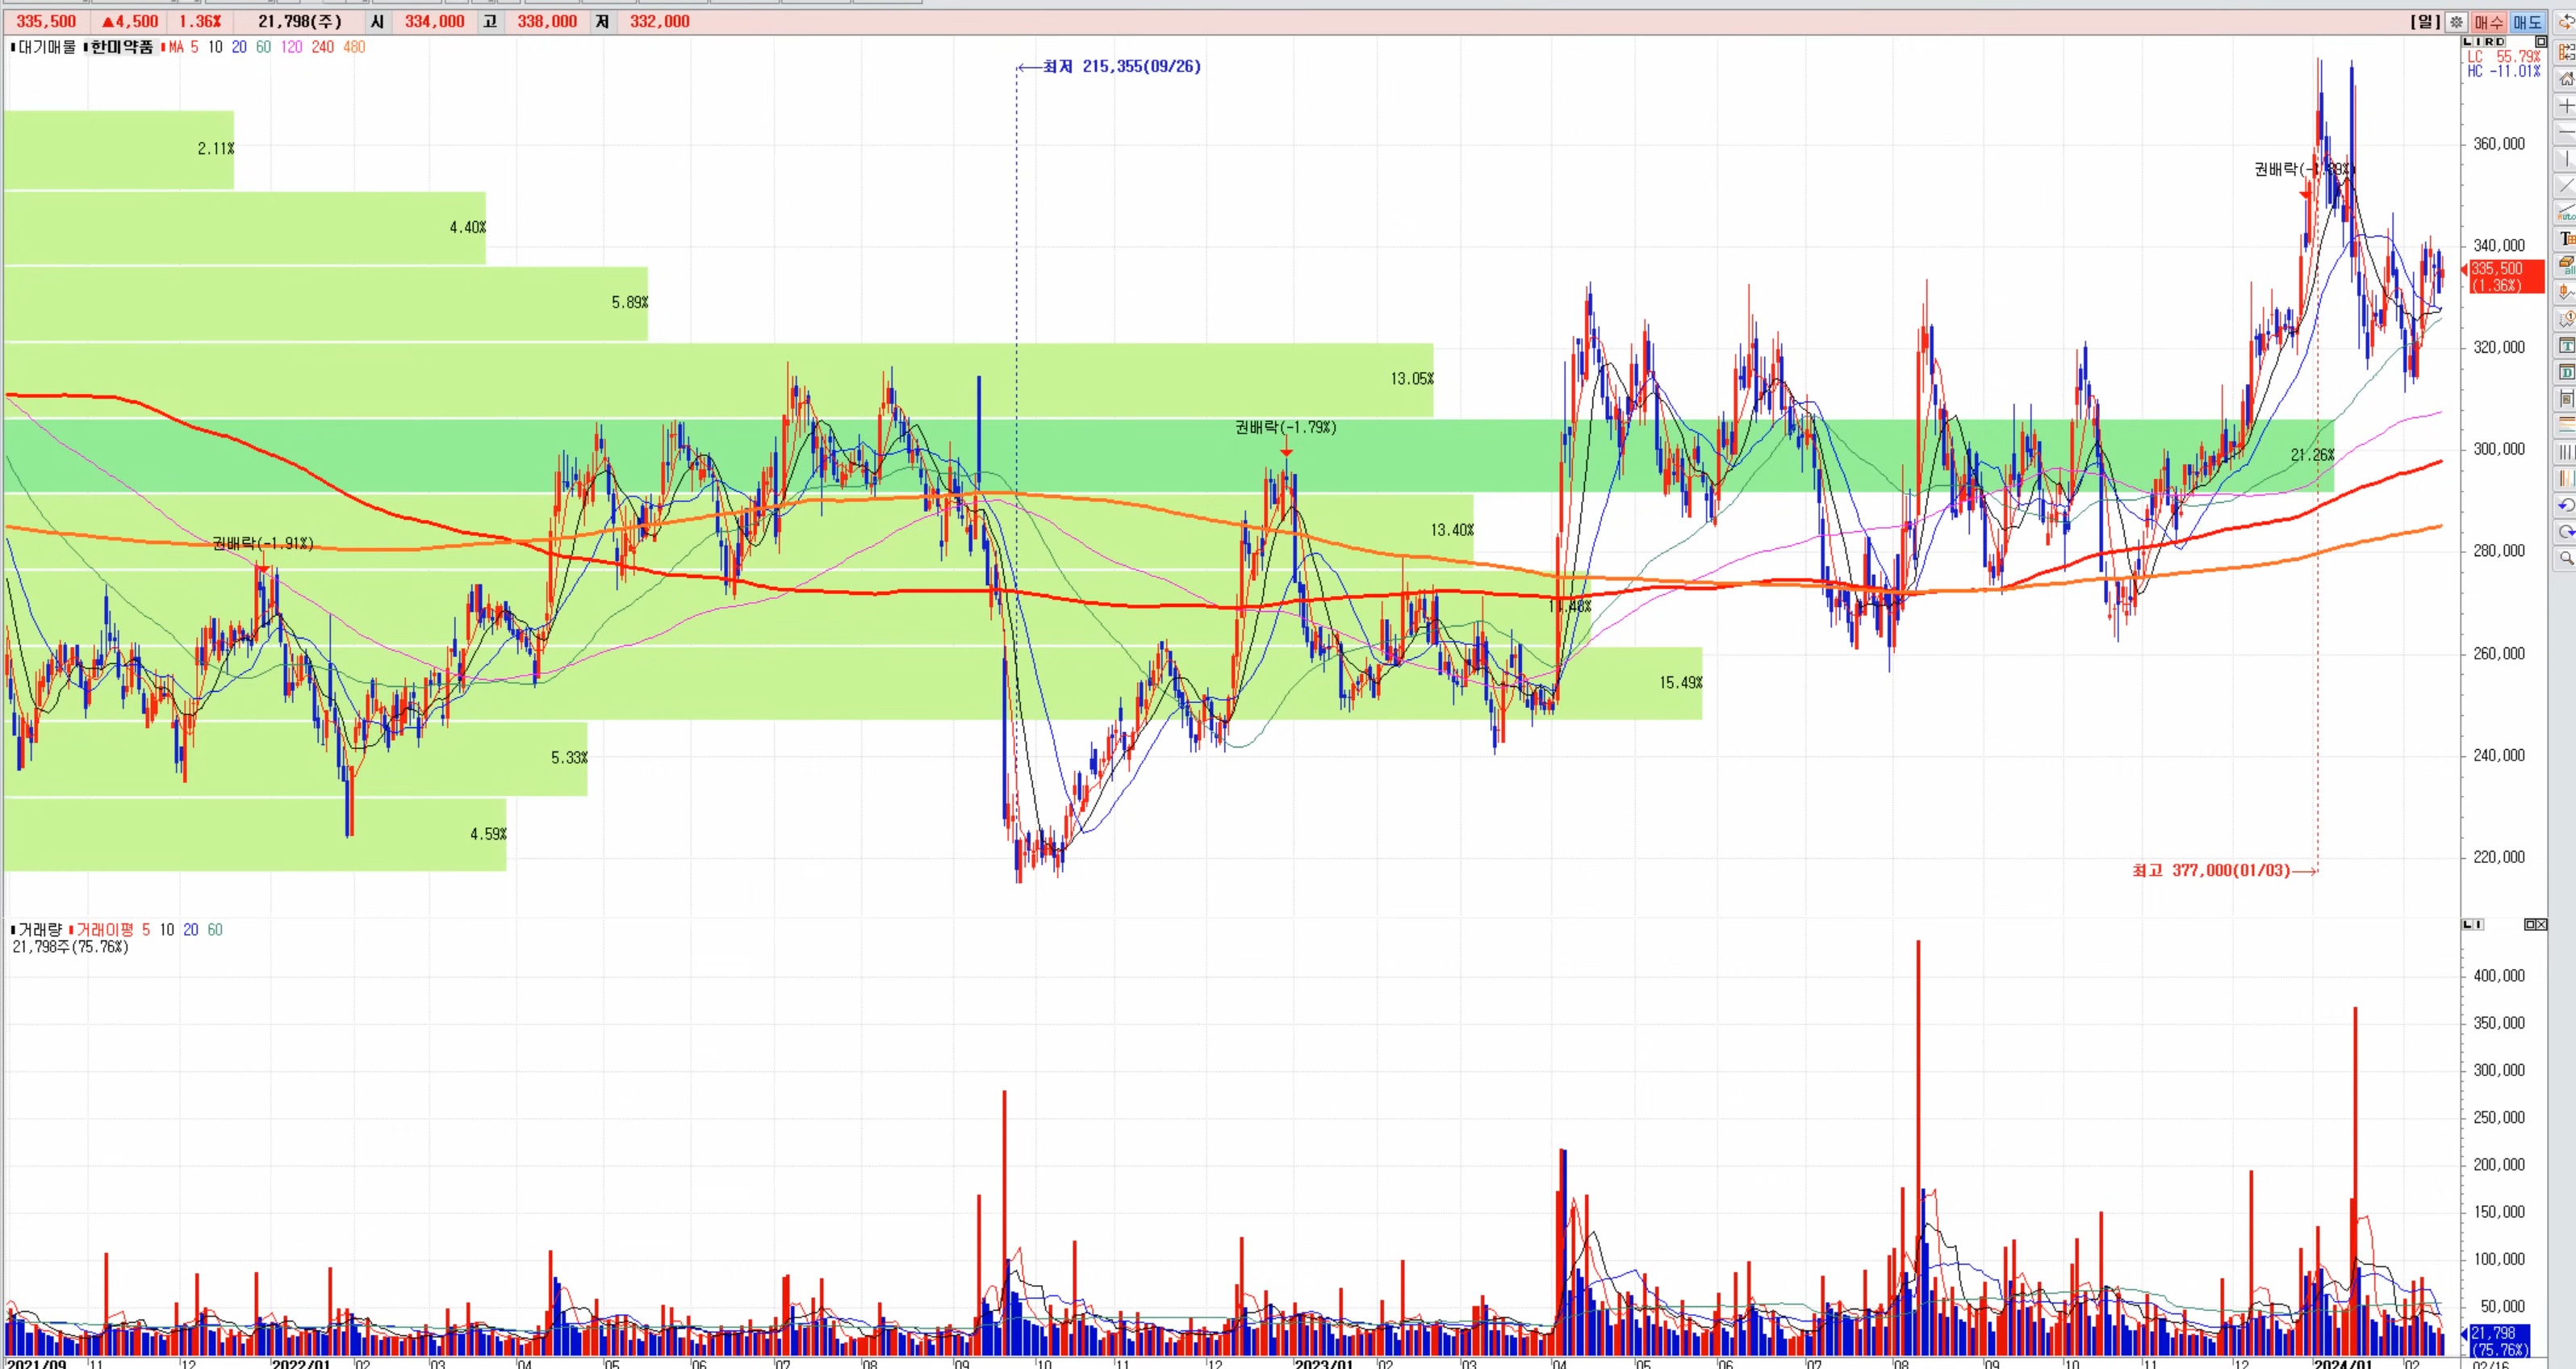 335,500 ▲4,500 1.36% 21,798(주) 시 334,000 고 338,000 저 332,000 [일] 매수 매도
대기매물 한미약품 MA 5 10 20 60 120 240 480
L I R D
LC 55.79%
HC -11.01%
←최저 215,355(09/26)
2.11%
360,000
4.40%
340,000
335,500
(1.36%)
5.89%
320,000
13.05%
권배락(-1.79%)
300,000
21.26%
13.40%
권배락(-1.91%)
280,000
260,000
15.49%
5.33%
240,000
4.59%
220,000
최고 377,000(01/03)→
거래량 거래이평 5 10 20 60
L I
21,798주(75.76%)
400,000
350,000
300,000
250,000
200,000
150,000
100,000
50,000
21,798
(75.76%)
2021/09 11 12 2022/01 02 03 04 05 06 07 08 09 10 11 12 2023/01 02 03 04 05 06 07 08 09 10 11 12 2024/01 02 02/16